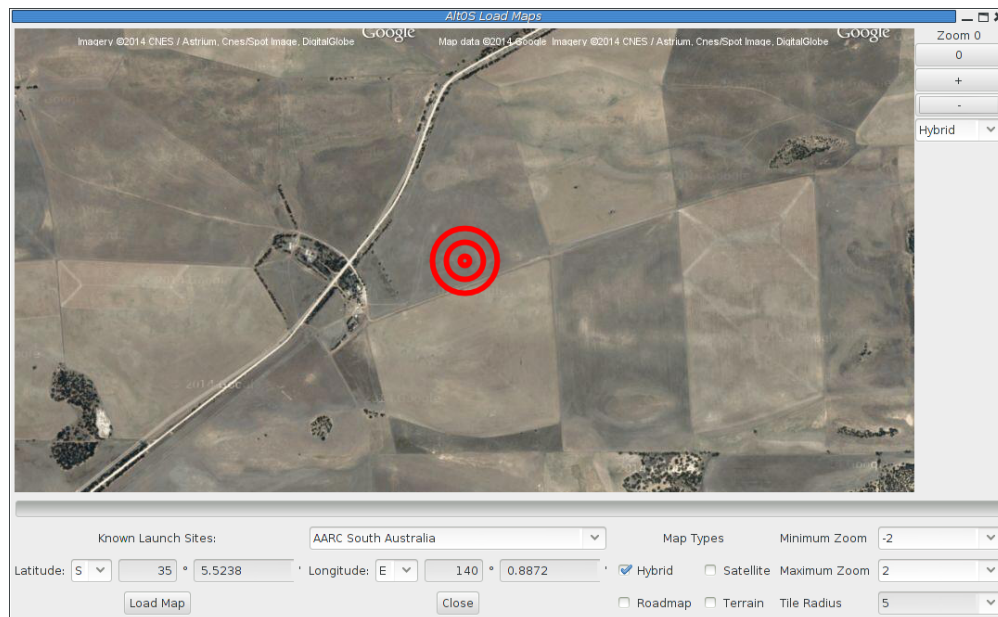 AltOS Load Maps
Imagery ©2014 CNES / Astrium, Cnes/Spot Image, DigitalGlobe
Google
Map data ©2014 Google Imagery ©2014 CNES / Astrium, Cnes/Spot Image, DigitalGlobe
Google
Zoom 0
0
+
-
Hybrid
Known Launch Sites: AARC South Australia Map Types Minimum Zoom -2
Latitude: S 35 ° 5.5238 ' Longitude: E 140 ° 0.8872 ' Hybrid Satellite Maximum Zoom 2
Load Map Close Roadmap Terrain Tile Radius 5